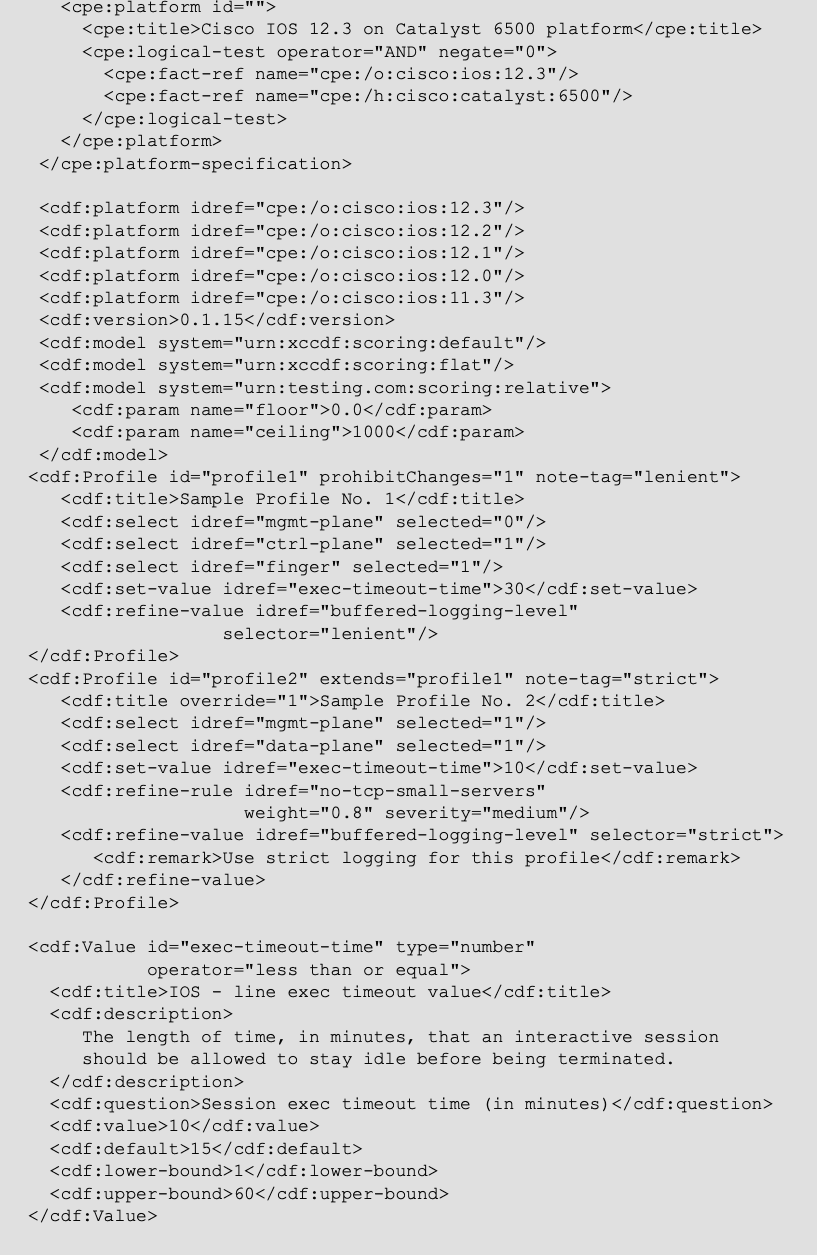 <cpe:platform id="">
<cpe:title>Cisco IOS 12.3 on Catalyst 6500 platform</cpe:title>
<cpe:logical-test operator="AND" negate="0">
<cpe:fact-ref name="cpe:/o:cisco:ios:12.3"/>
<cpe:fact-ref name="cpe:/h:cisco:catalyst:6500"/>
</cpe:logical-test>
</cpe:platform>
</cpe:platform-specification>
<cdf:platform idref="cpe:/o:cisco:ios:12.3"/>
<cdf:platform idref="cpe:/o:cisco:ios:12.2"/>
<cdf:platform idref="cpe:/o:cisco:ios:12.1"/>
<cdf:platform idref="cpe:/o:cisco:ios:12.0"/>
<cdf:platform idref="cpe:/o:cisco:ios:11.3"/>
<cdf:version>0.1.15</cdf:version>
<cdf:model system="urn:xccdf:scoring:default"/>
<cdf:model system="urn:xccdf:scoring:flat"/>
<cdf:model system="urn:testing.com:scoring:relative">
<cdf:param name="floor">0.0</cdf:param>
<cdf:param name="ceiling">1000</cdf:param>
</cdf:model>
<cdf:Profile id="profile1" prohibitChanges="1" note-tag="lenient">
<cdf:title>Sample Profile No. 1</cdf:title>
<cdf:select idref="mgmt-plane" selected="0"/>
<cdf:select idref="ctrl-plane" selected="1"/>
<cdf:select idref="finger" selected="1"/>
<cdf:set-value idref="exec-timeout-time">30</cdf:set-value>
<cdf:refine-value idref="buffered-logging-level"
selector="lenient"/>
</cdf:Profile>
<cdf:Profile id="profile2" extends="profile1" note-tag="strict">
<cdf:title override="1">Sample Profile No. 2</cdf:title>
<cdf:select idref="mgmt-plane" selected="1"/>
<cdf:select idref="data-plane" selected="1"/>
<cdf:set-value idref="exec-timeout-time">10</cdf:set-value>
<cdf:refine-rule idref="no-tcp-small-servers"
weight="0.8" severity="medium"/>
<cdf:refine-value idref="buffered-logging-level" selector="strict">
<cdf:remark>Use strict logging for this profile</cdf:remark>
</cdf:refine-value>
</cdf:Profile>
<cdf:Value id="exec-timeout-time" type="number"
operator="less than or equal">
<cdf:title>IOS - line exec timeout value</cdf:title>
<cdf:description>
The length of time, in minutes, that an interactive session
should be allowed to stay idle before being terminated.
</cdf:description>
<cdf:question>Session exec timeout time (in minutes)</cdf:question>
<cdf:value>10</cdf:value>
<cdf:default>15</cdf:default>
<cdf:lower-bound>1</cdf:lower-bound>
<cdf:upper-bound>60</cdf:upper-bound>
</cdf:Value>